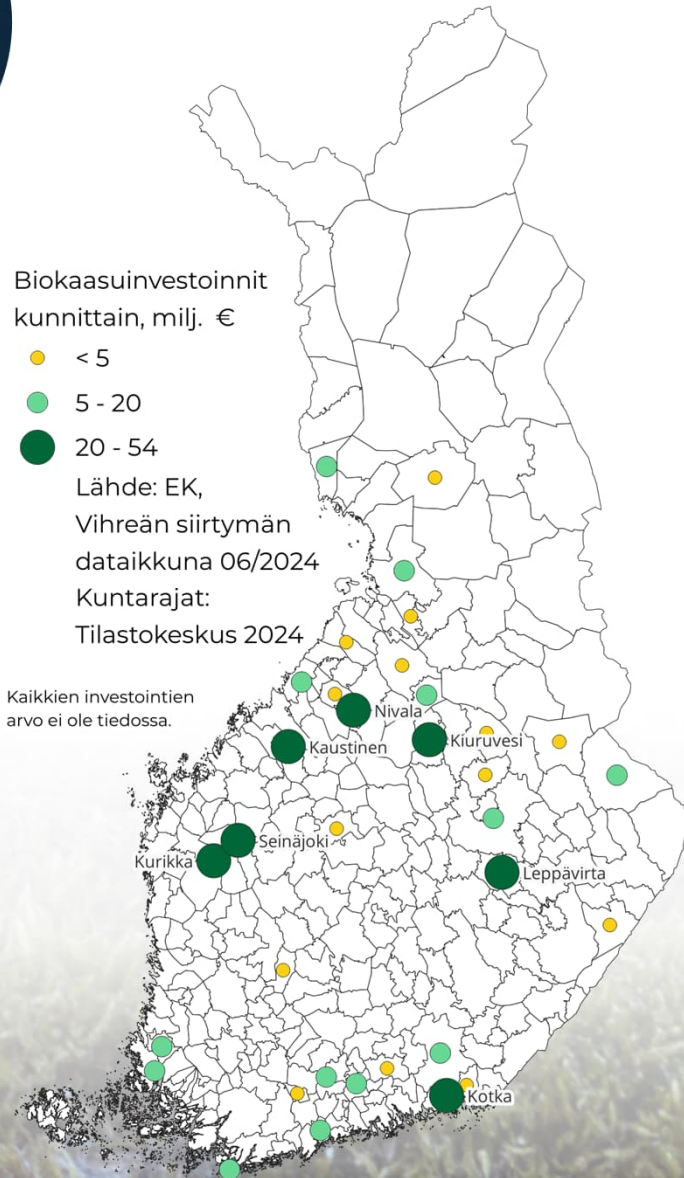 Biokaasuinvestoinnit
kunnittain, milj. €
< 5
5 - 20
20 - 54
Lähde: EK,
Vihreän siirtymän
dataikkuna 06/2024
Kuntarajat:
Tilastokeskus 2024
Kaikkien investointien
arvo ei ole tiedossa.
Nivala
Kaustinen
Kiuruvesi
Seinäjoki
Kurikka
Leppävirta
Kotka